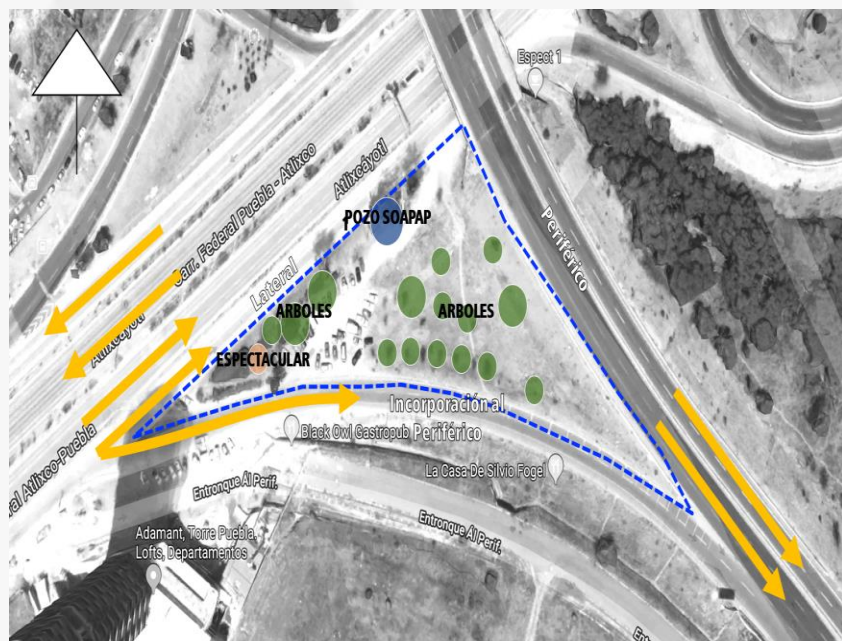 Espect 1
Carr. Federal Puebla - Atlixco
Atlixcáyotl
POZO SOAPAP
Periférico
Lateral
ARBOLES
ARBOLES
Atlixcáyotl
ESPECTACULAR
Incorporación al
Periférico
Black Owl Gastropub
La Casa De Silvio Fogel
Atlixco-Puebla
Entronque Al Perif.
Entronque Al Perif.
Adamant, Torre Puebla,
Lofts, Departamentos